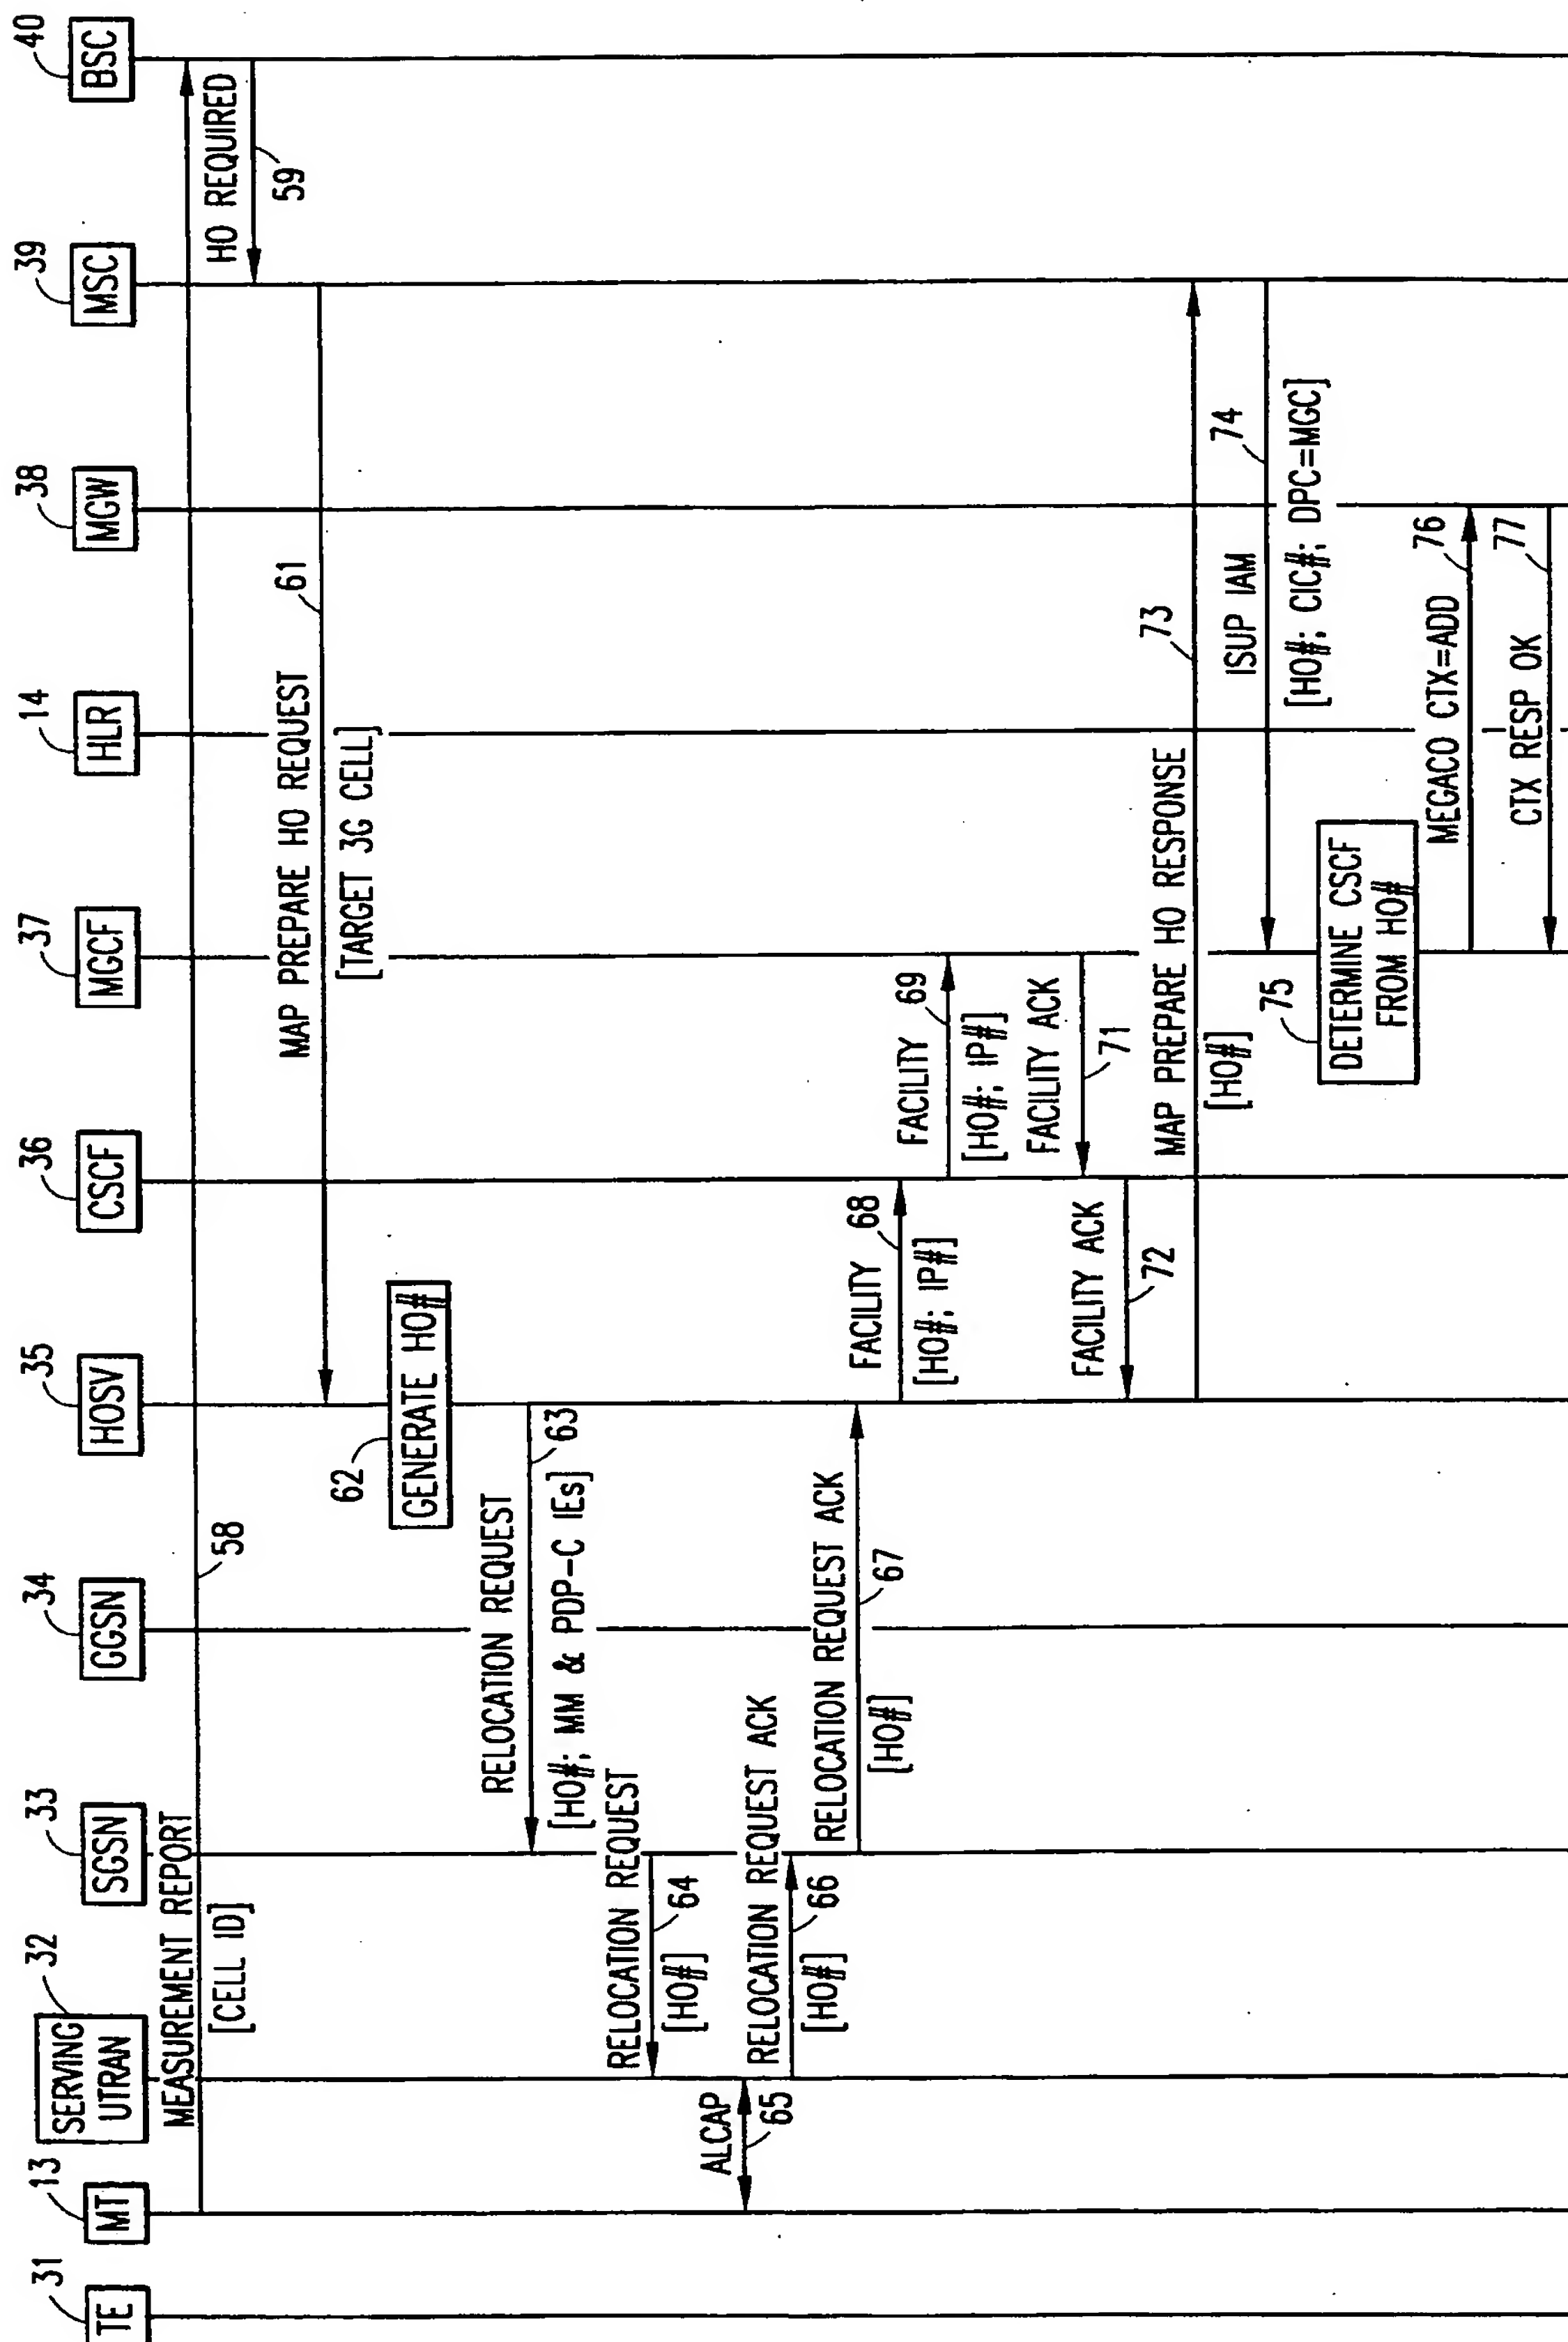 31
TE
13
MT
32
SERVING
UTRAN
33
SGSN
34
GGSN
35
HOSV
36
CSCF
37
MGCF
14
HLR
38
MGW
39
MSC
40
BSC
MEASUREMENT REPORT
[CELL ID]
58
HO REQUIRED
59
MAP PREPARE HO REQUEST
61
[TARGET 3G CELL]
62
GENERATE HO#
RELOCATION REQUEST
63
[HO#; MM & PDP-C IEs]
RELOCATION REQUEST
64
[HO#]
ALCAP
65
RELOCATION REQUEST ACK
66
[HO#]
RELOCATION REQUEST ACK
67
[HO#]
FACILITY
68
[HO#; IP#]
FACILITY
69
[HO#; IP#]
FACILITY ACK
71
FACILITY ACK
72
MAP PREPARE HO RESPONSE
73
[HO#]
ISUP IAM
74
[HO#; CIC#; DPC=MGC]
75
DETERMINE CSCF
FROM HO#
MEGACO CTX=ADD
76
CTX RESP OK
77